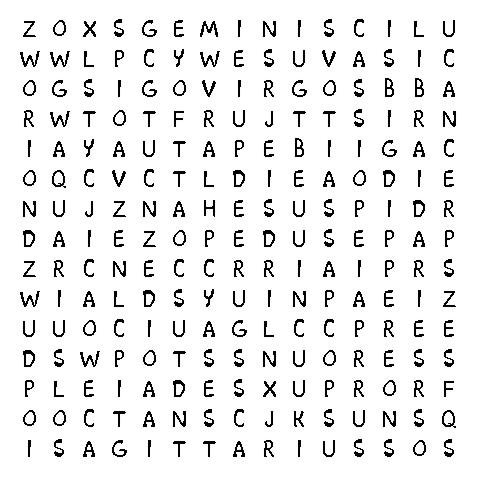 Z O X S G E M I N I S C I L U
W W L P C Y W E S U V A S I C
O G S I G O V I R G O S B B A
R W T O T F R U J T T S I R N
I A Y A U T A P E B I I G A C
O Q C V C T L D I E A O D I E
N U J Z N A H E S U S P I D R
D A I E Z O P E D U S E P A P
Z R C N E C C R R I A I P R S
W I A L D S Y U I N P A E I Z
U U O C I U A G L C C P R E E
D S W P O T S S N U O R E S S
P L E I A D E S X U P R O R F
O O C T A N S C J K S U N S Q
I S A G I T T A R I U S S O S